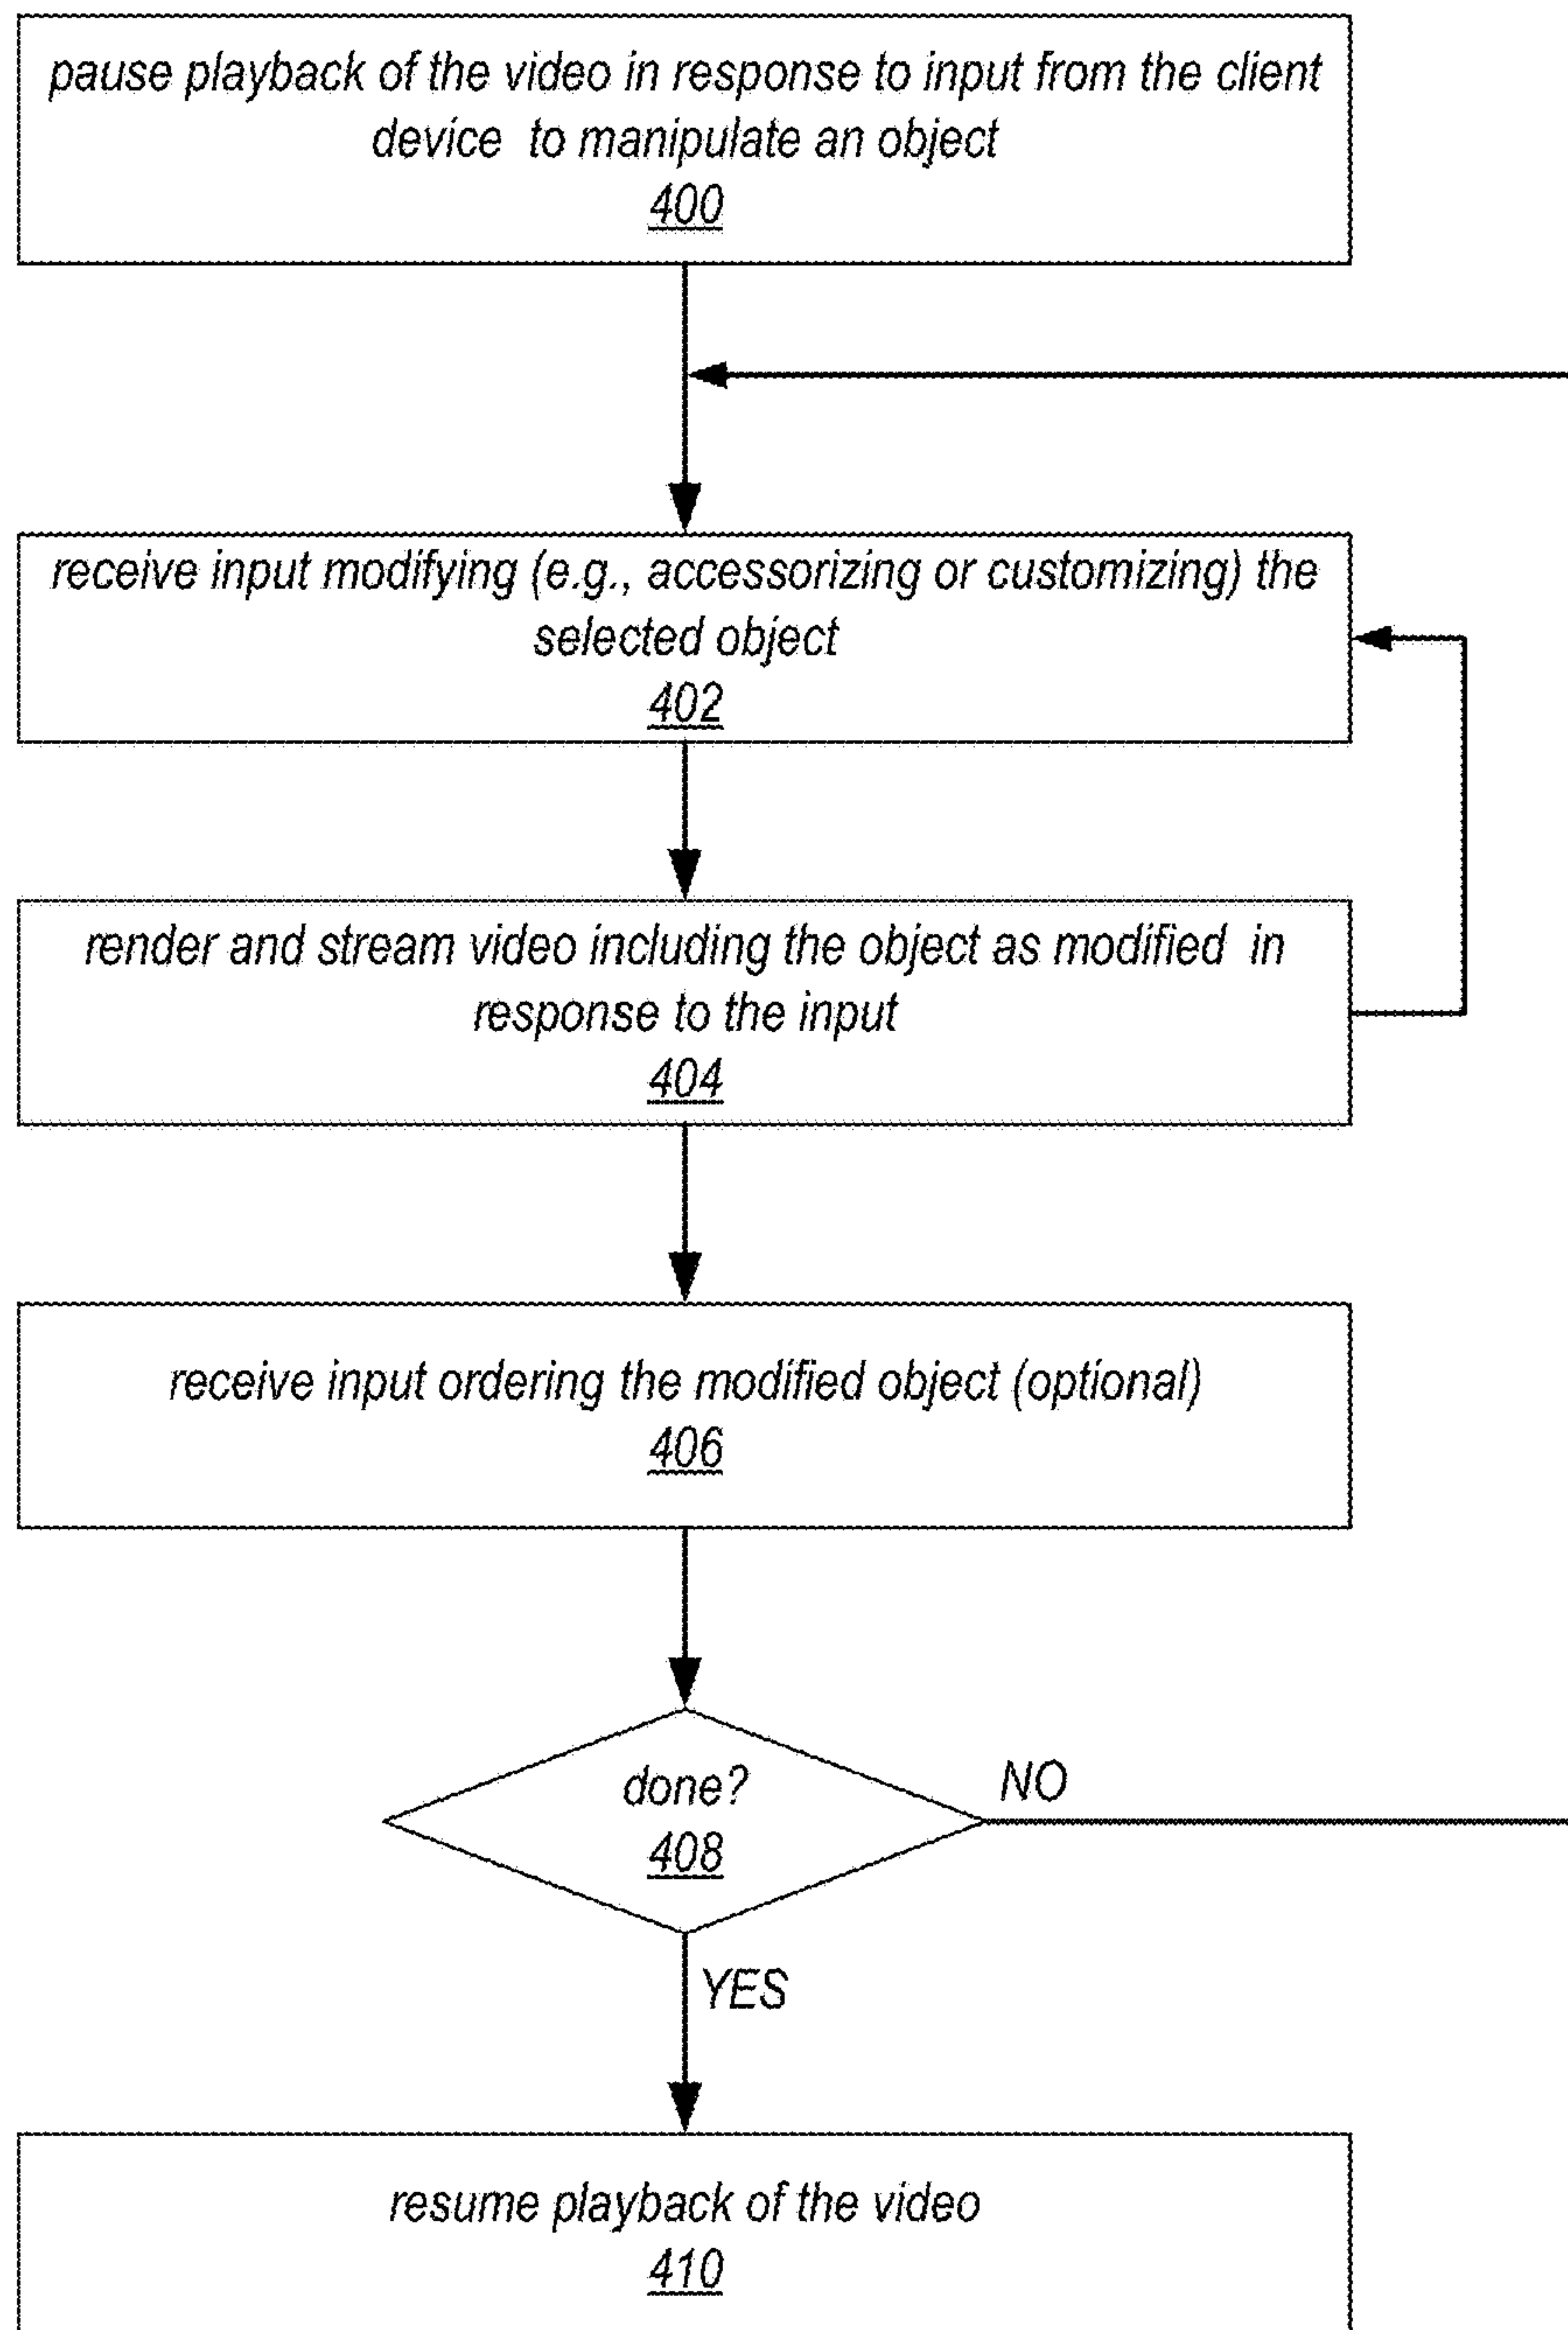 pause playback of the video in response to input from the client
device to manipulate an object
400
receive input modifying (e.g., accessorizing or customizing) the
selected object
402
render and stream video including the object as modified in
response to the input
404
receive input ordering the modified object (optional)
406
done?
NO
408
YES
resume playback of the video
410